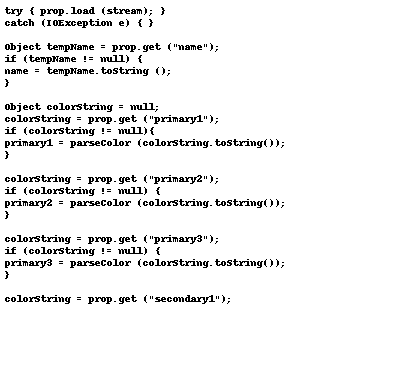 try { prop.load (stream); }
catch (IOException e) { }
Object tempName = prop.get ("name");
if (tempName != null) {
name = tempName.toString ();
}
Object colorString = null;
colorString = prop.get ("primary1");
if (colorString != null){
primary1 = parseColor (colorString.toString());
}
colorString = prop.get ("primary2");
if (colorString != null) {
primary2 = parseColor (colorString.toString());
}
colorString = prop.get ("primary3");
if (colorString != null) {
primary3 = parseColor (colorString.toString());
}
colorString = prop.get ("secondary1");